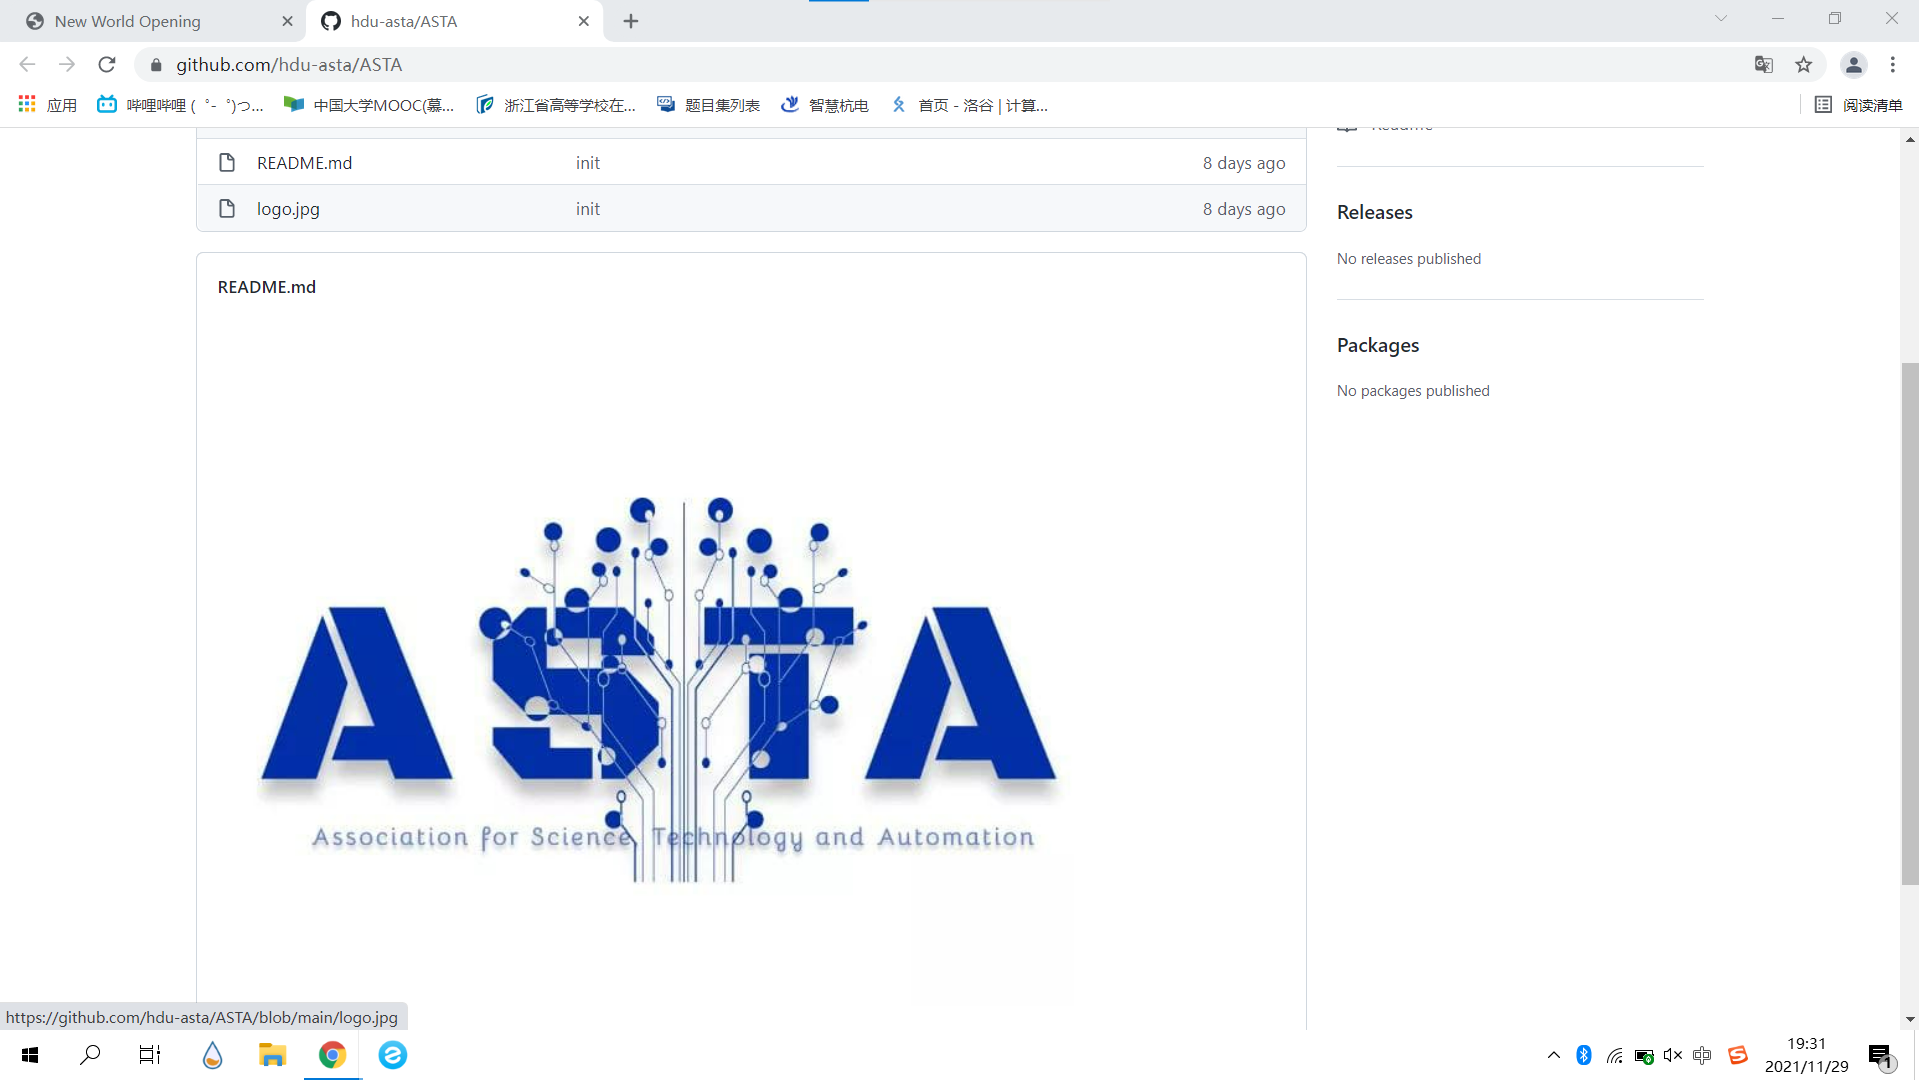 New World Opening
hdu-asta/ASTA
github.com/hdu-asta/ASTA
应用
哔哩哔哩 (゜-゜)つ...
中国大学MOOC(慕...
浙江省高等学校在...
题目集列表
智慧杭电
首页 - 洛谷 | 计算...
阅读清单
Readme
README.md init 8 days ago
logo.jpg init 8 days ago
Releases
No releases published
README.md
Packages
No packages published
ASTA
Association for Science Technology and Automation
https://github.com/hdu-asta/ASTA/blob/main/logo.jpg
中
19:31
2021/11/29
1